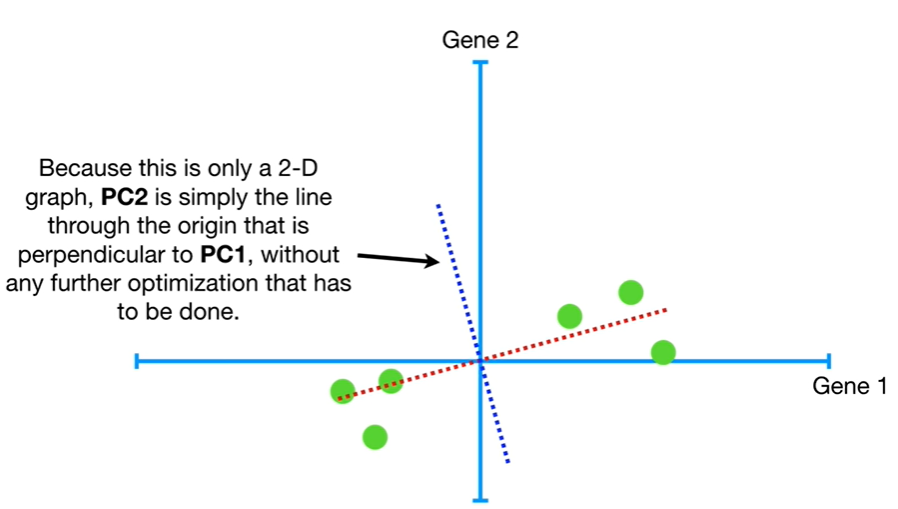 Gene 2
Because this is only a 2-D
graph, PC2 is simply the line
through the origin that is
perpendicular to PC1, without
any further optimization that has
to be done.
Gene 1